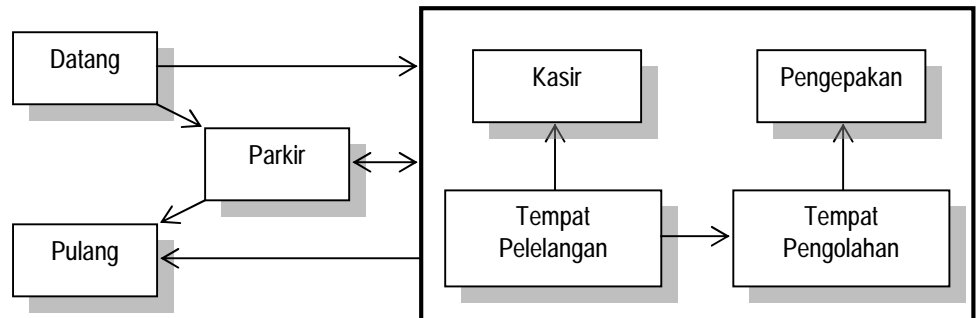 Datang
Kasir
Pengepakan
Parkir
Tempat
Pelelangan
Tempat
Pengolahan
Pulang